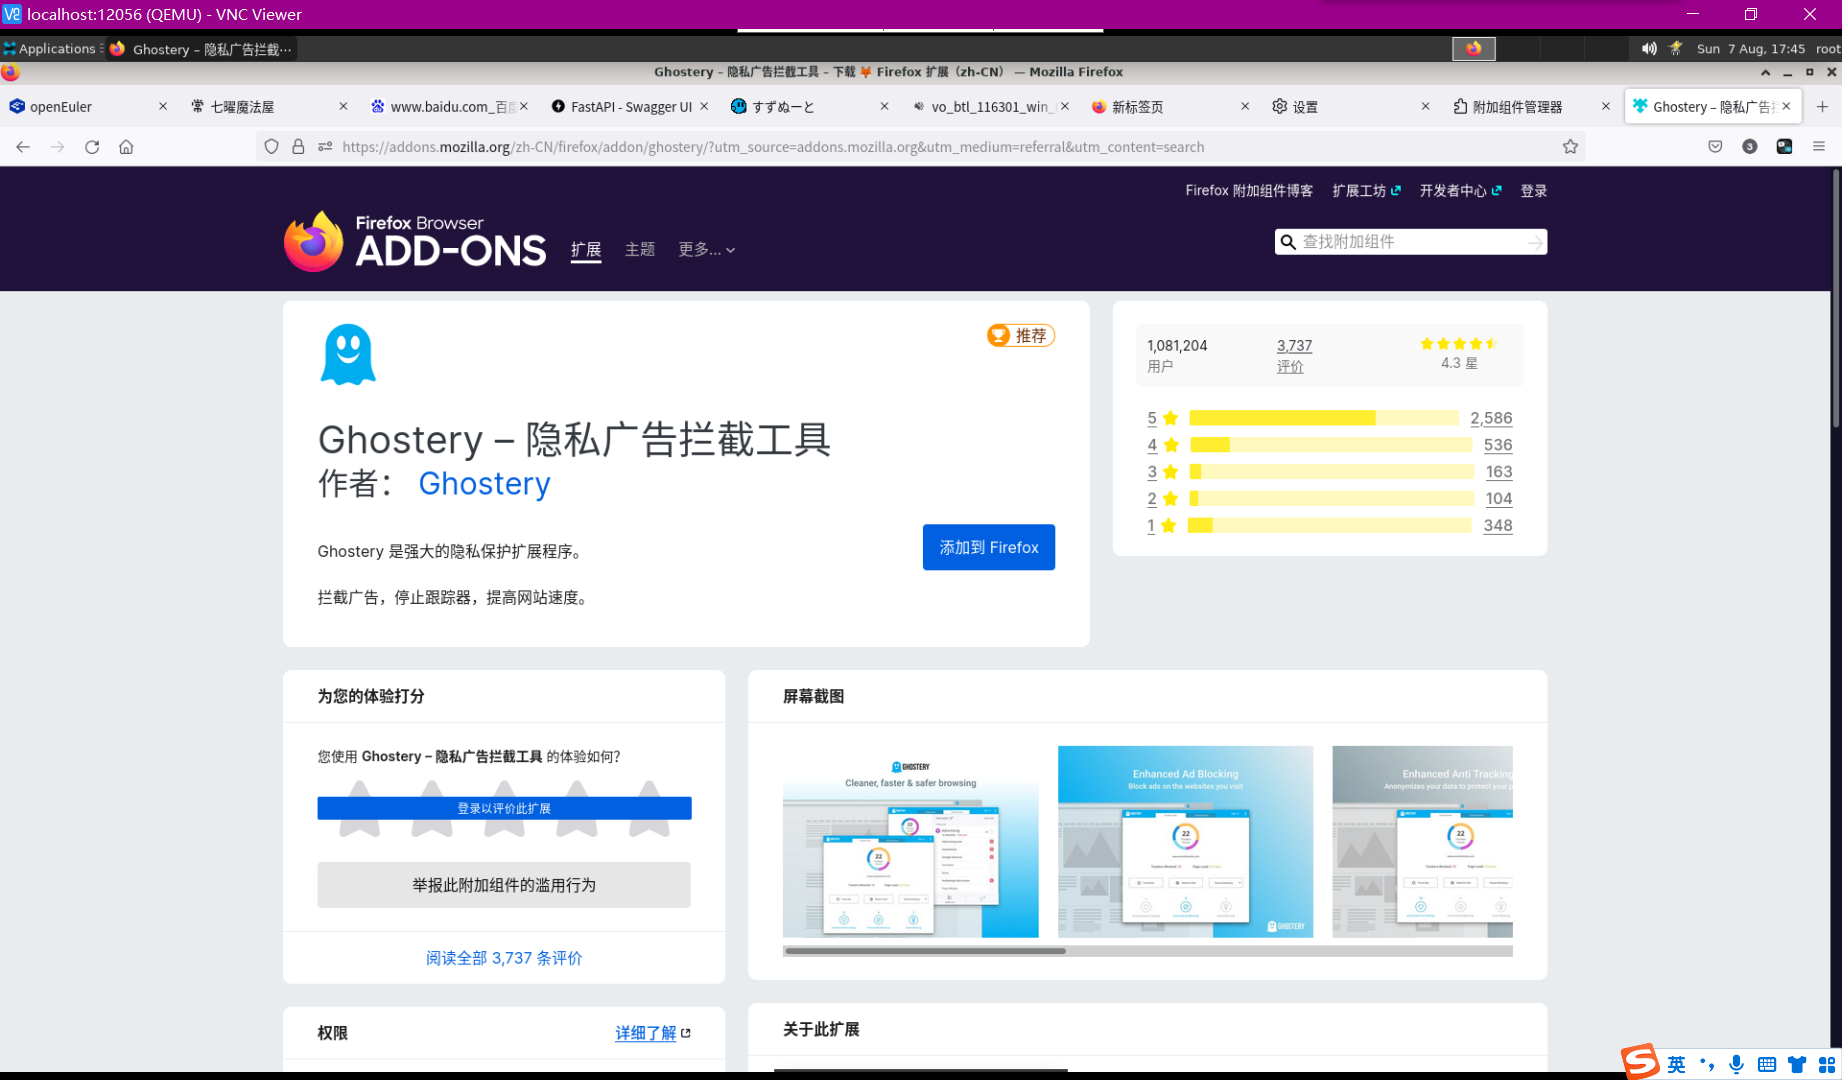 localhost:12056 (QEMU) - VNC Viewer
Applications Ghostery – 隐私广告拦截… Sun 7 Aug, 17:45 root
Ghostery – 隐私广告拦截工具 – 下载 🦊 Firefox 扩展（zh-CN） — Mozilla Firefox
openEuler 七曜魔法屋 www.baidu.com_百度 FastAPI - Swagger UI すずぬーと vo_btl_116301_win_ 新标签页 设置 附加组件管理器 Ghostery – 隐私广告拦
https://addons.mozilla.org/zh-CN/firefox/addon/ghostery/?utm_source=addons.mozilla.org&utm_medium=referral&utm_content=search 3
Firefox 附加组件博客 扩展工坊 开发者中心 登录
Firefox Browser
ADD-ONS 扩展 主题 更多... 查找附加组件
推荐
Ghostery – 隐私广告拦截工具
作者： Ghostery
Ghostery 是强大的隐私保护扩展程序。
添加到 Firefox
拦截广告，停止跟踪器，提高网站速度。
1,081,204 3,737
用户 评价 4.3 星
5 2,586
4 536
3 163
2 104
1 348
为您的体验打分
您使用 Ghostery – 隐私广告拦截工具 的体验如何？
登录以评价此扩展
举报此附加组件的滥用行为
阅读全部 3,737 条评价
权限 详细了解
屏幕截图
GHOSTERY
Cleaner, faster & safer browsing
22
Enhanced Ad Blocking
Block ads on the websites you visit
22
GHOSTERY
Enhanced Anti Tracking
Anonymizes your data to protect your p
22
关于此扩展
英